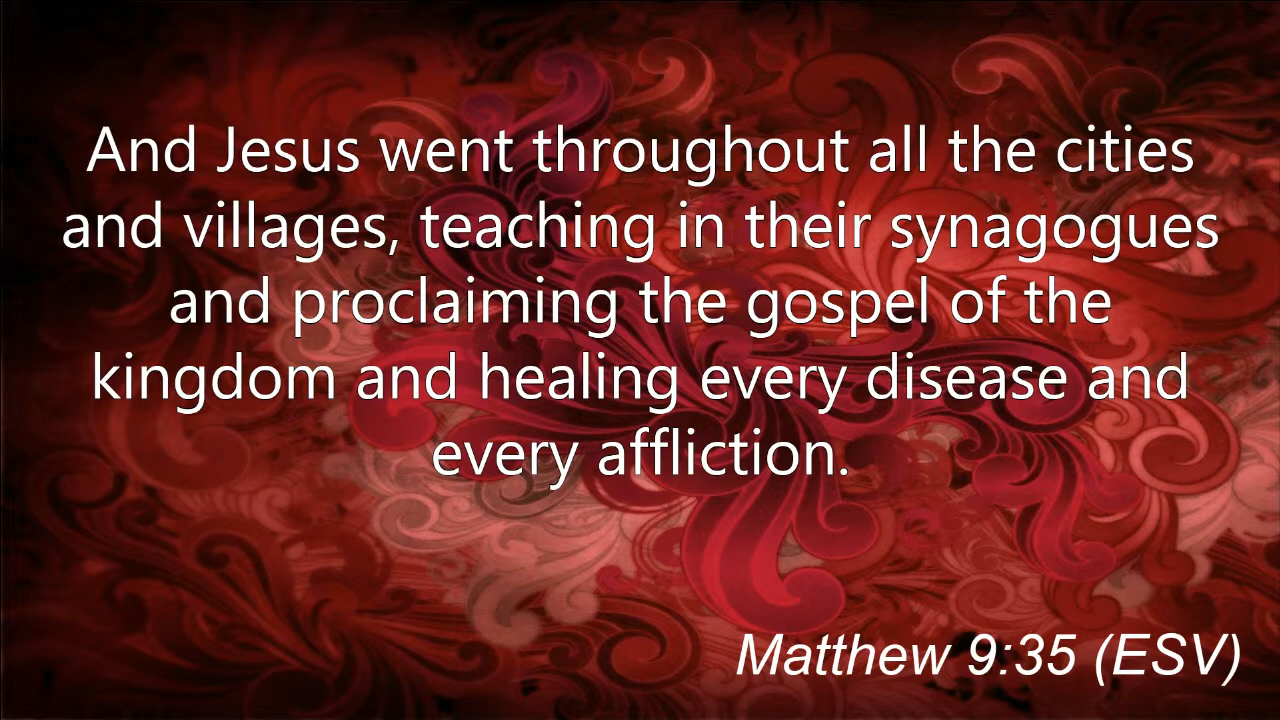 And Jesus went throughout all the cities
and villages, teaching in their synagogues
and proclaiming the gospel of the
kingdom and healing every disease and
every affliction.
Matthew 9:35 (ESV)